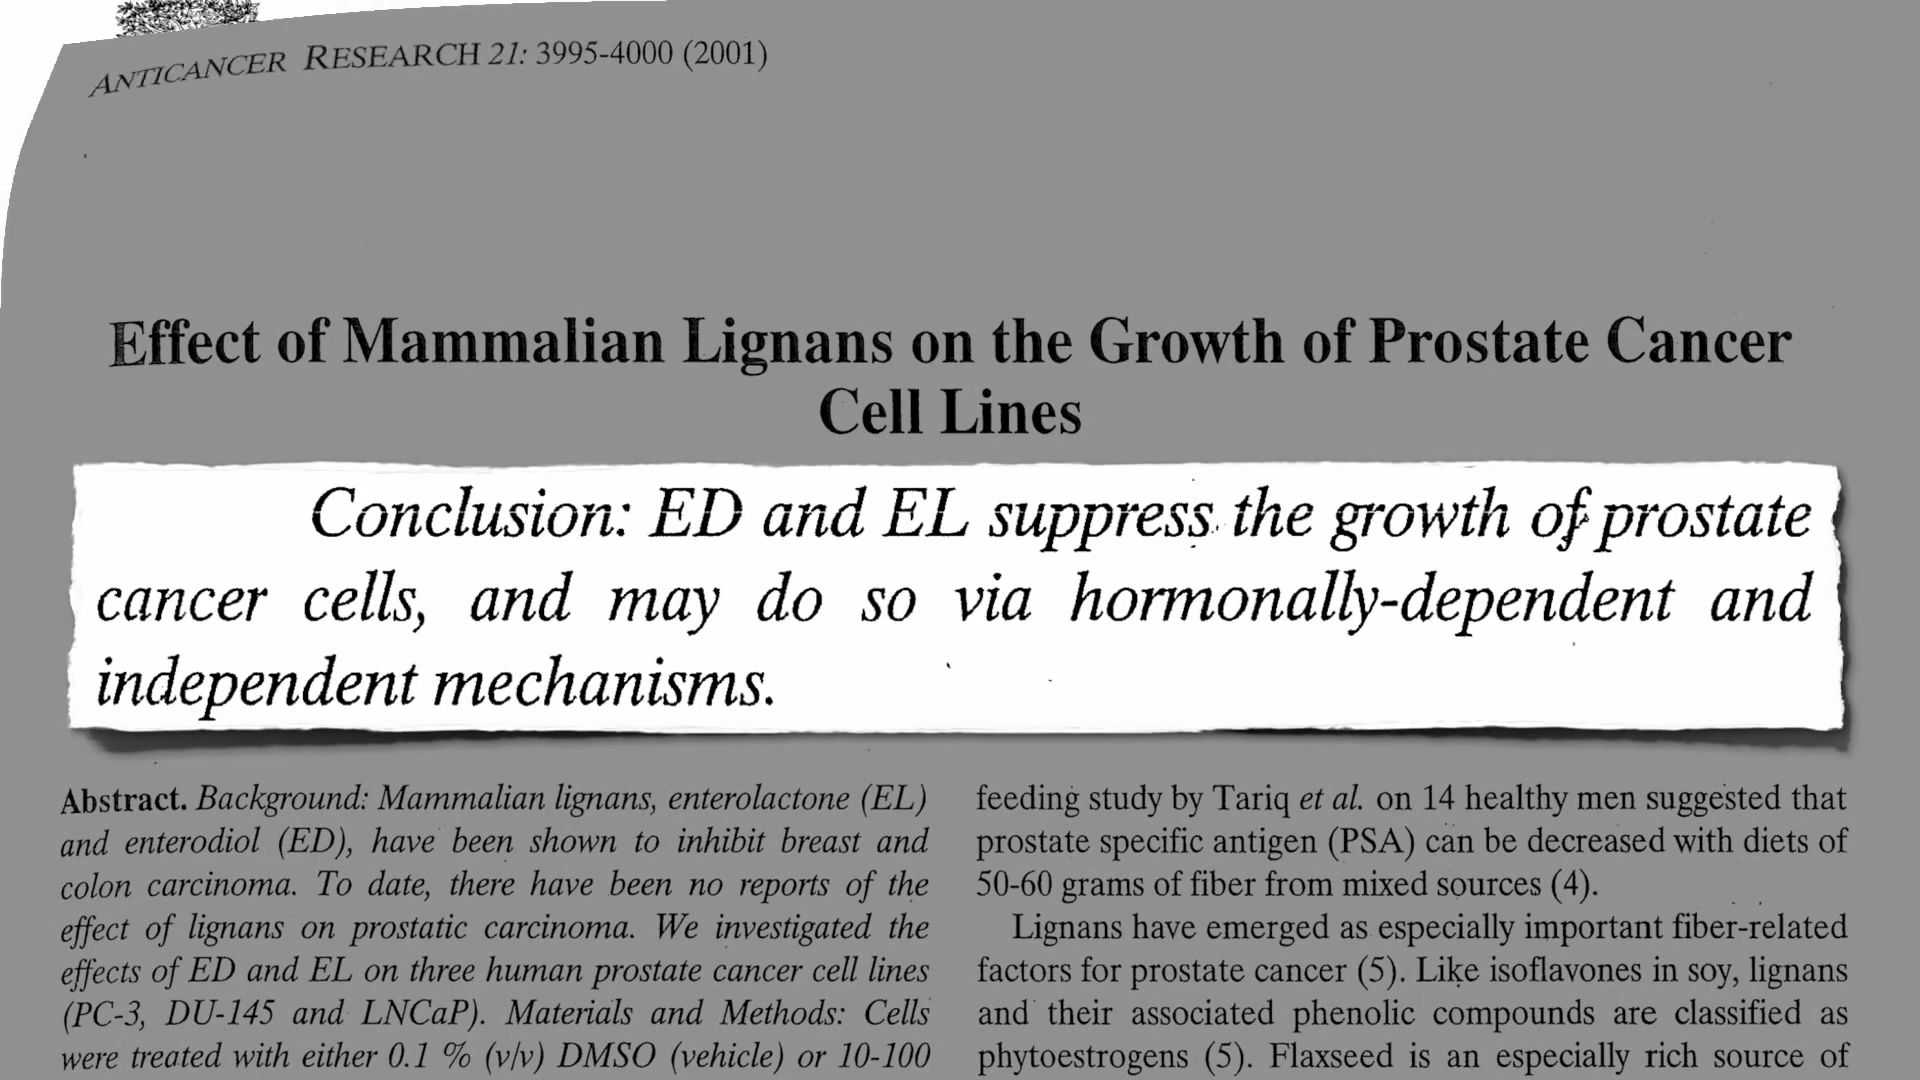 ANTICANCER RESEARCH 21: 3995-4000 (2001)
Effect of Mammalian Lignans on the Growth of Prostate Cancer
Cell Lines
Conclusion: ED and EL suppress the growth of prostate
cancer cells, and may do so via hormonally-dependent and
independent mechanisms.
Abstract. Background: Mammalian lignans, enterolactone (EL)
and enterodiol (ED), have been shown to inhibit breast and
colon carcinoma. To date, there have been no reports of the
effect of lignans on prostatic carcinoma. We investigated the
effects of ED and EL on three human prostate cancer cell lines
(PC-3, DU-145 and LNCaP). Materials and Methods: Cells
were treated with either 0.1 % (v/v) DMSO (vehicle) or 10-100
feeding study by Tariq et al. on 14 healthy men suggested that
prostate specific antigen (PSA) can be decreased with diets of
50-60 grams of fiber from mixed sources (4).
Lignans have emerged as especially important fiber-related
factors for prostate cancer (5). Like isoflavones in soy, lignans
and their associated phenolic compounds are classified as
phytoestrogens (5). Flaxseed is an especially rich source of